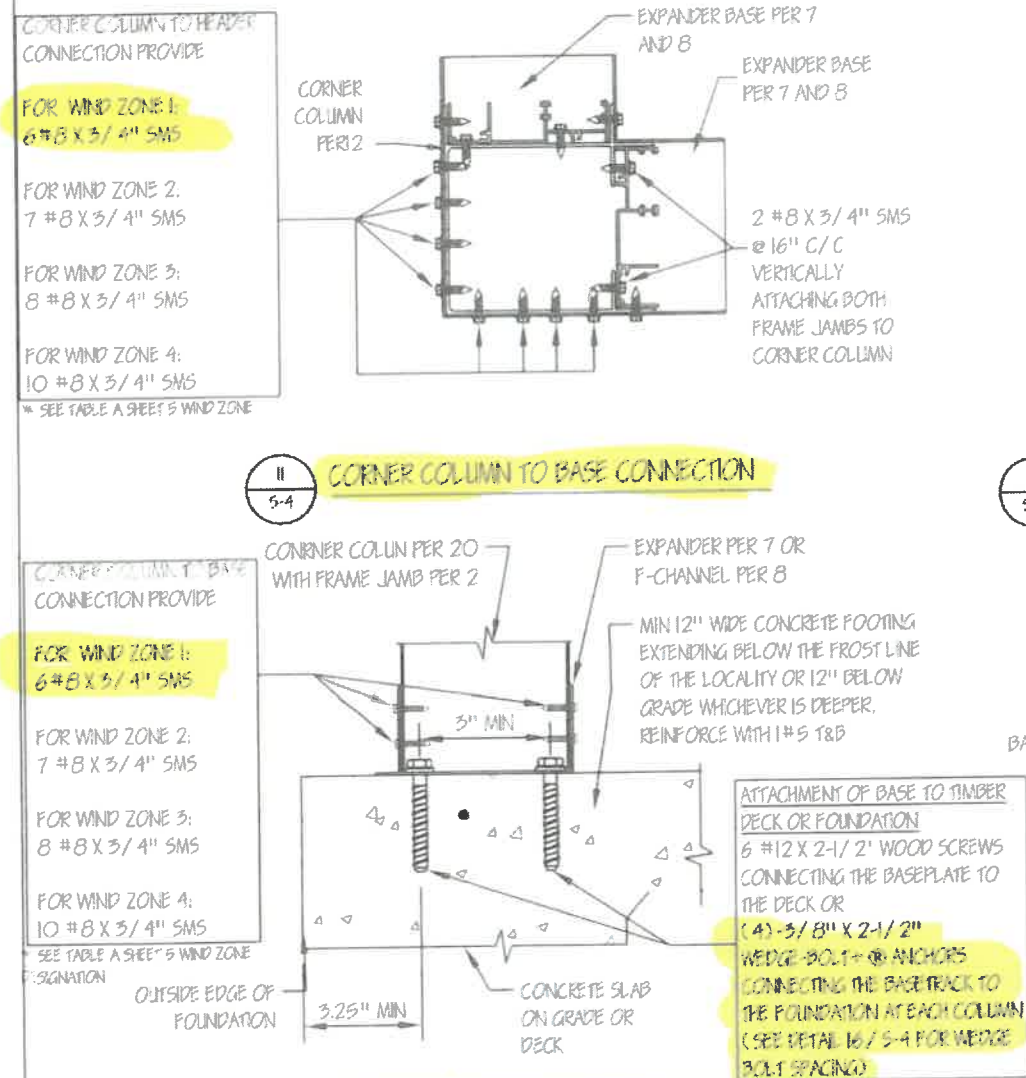 CORNER COLUMN TO HEADER
CONNECTION PROVIDE
FOR WIND ZONE 1:
6 #8 X 3/4" SMS
FOR WIND ZONE 2.
7 #8 X 3/4" SMS
FOR WIND ZONE 3:
8 #8 X 3/4" SMS
FOR WIND ZONE 4:
10 #8 X 3/4" SMS
* SEE TABLE A SHEET 5 WIND ZONE
CORNER
COLUMN
PER12
EXPANDER BASE PER 7
AND 8
EXPANDER BASE
PER 7 AND 8
2 #8 X 3/4" SMS
@ 16" C/C
VERTICALLY
ATTACHING BOTH
FRAME JAMBS TO
CORNER COLUMN
11
S-4
CORNER COLUMN TO BASE CONNECTION
CORNER COLUMN TO BASE
CONNECTION PROVIDE
FOR WIND ZONE 1:
6 #8 X 3/4" SMS
FOR WIND ZONE 2:
7 #8 X 3/4" SMS
FOR WIND ZONE 3:
8 #8 X 3/4" SMS
FOR WIND ZONE 4:
10 #8 X 3/4" SMS
* SEE TABLE A SHEET 5 WIND ZONE
DESIGNATION
CONRNER COLUN PER 20
WITH FRAME JAMB PER 2
EXPANDER PER 7 OR
F-CHANNEL PER 8
MIN 12" WIDE CONCRETE FOOTING
EXTENDING BELOW THE FROST LINE
OF THE LOCALITY OR 12" BELOW
GRADE WHICHEVER IS DEEPER,
REINFORCE WITH 1 #5 T&B
3" MIN
BA
ATTACHMENT OF BASE TO TIMBER
DECK OR FOUNDATION
6 #12 X 2-1/2' WOOD SCREWS
CONNECTING THE BASEPLATE TO
THE DECK OR
(4)-3/8" X 2-1/2"
WEDGE-BOLT+ ® ANCHORS
CONNECTING THE BASETRACK TO
THE FOUNDATION AT EACH COLUMN
(SEE DETAIL 16/S-4 FOR WEDGE
BOLT SPACING)
OUTSIDE EDGE OF
FOUNDATION
3.25" MIN
CONCRETE SLAB
ON GRADE OR
DECK